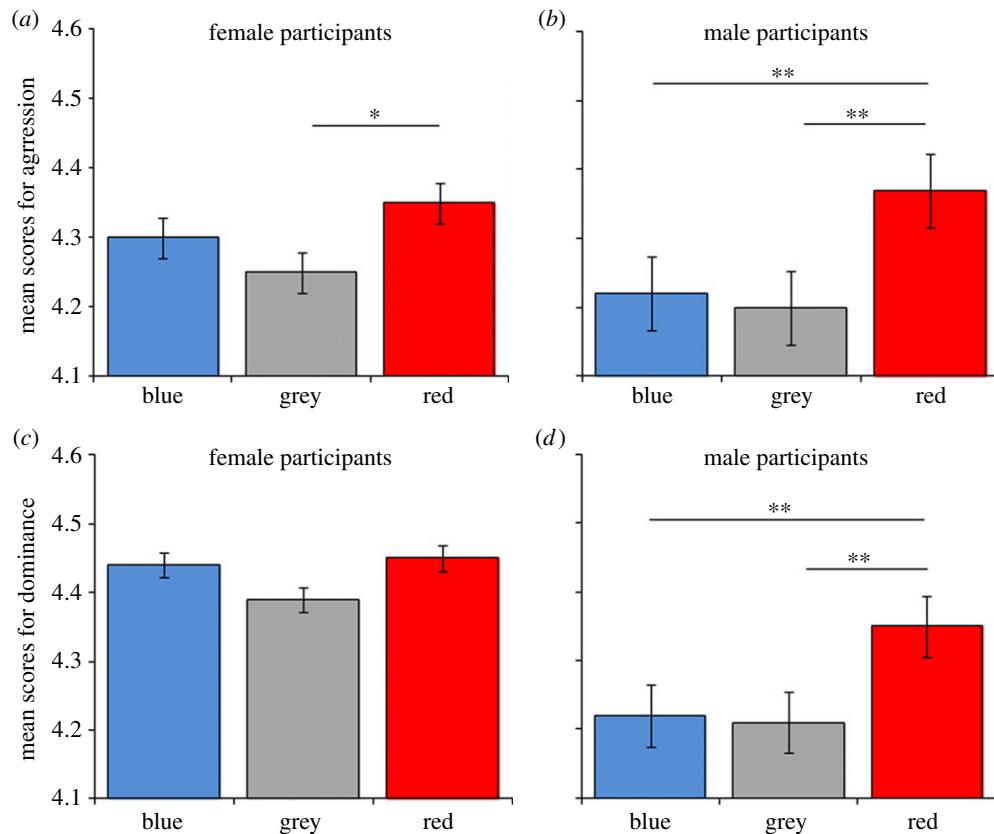 (a)
female participants
mean scores for agrression
4.6
4.5
4.4
4.3
4.2
4.1
*
blue grey red
(b)
male participants
**
**
blue grey red
(c)
female participants
mean scores for dominance
4.6
4.5
4.4
4.3
4.2
4.1
blue grey red
(d)
male participants
**
**
blue grey red